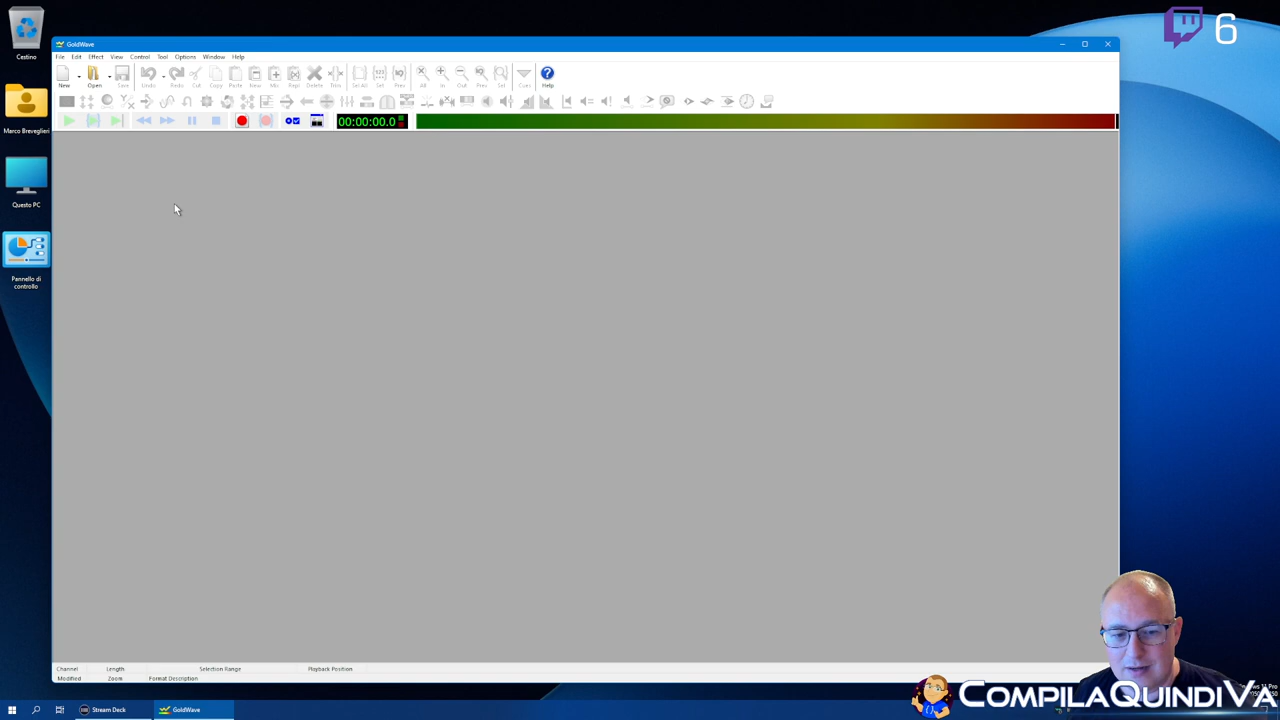 6
Cestino
GoldWave
File Edit Effect View Control Tool Options Window Help
New Open Save Undo Redo Cut Copy Paste New Mix Repl Delete Trim Sel All Set Prev All In Out Prev Sel Cues Help
Marco Breveglieri
00:00:00.0
Questo PC
Pannello di
controllo
Channel Length Selection Range Playback Position
Modified Zoom Format Description
COMPILAQUINDIVA
Stream Deck GoldWave